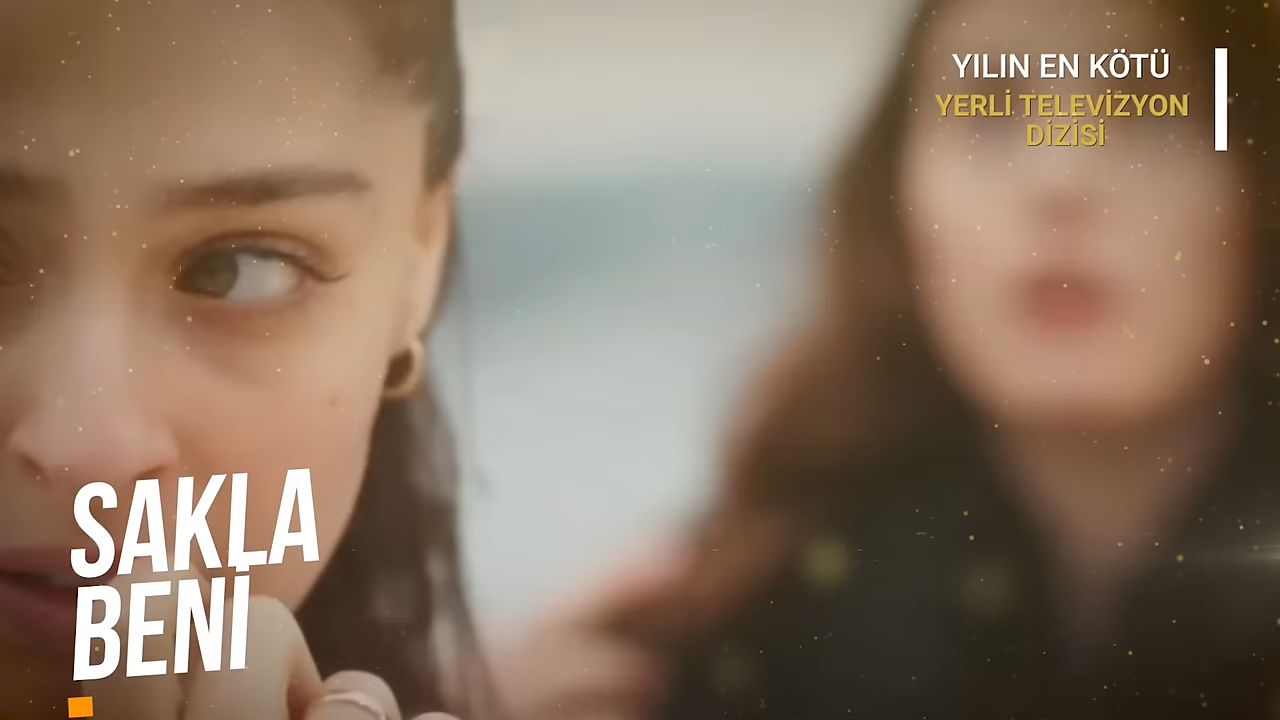 YILIN EN KÖTÜ
YERLİ TELEVİZYON
DİZİSİ
SAKLA
BENİ